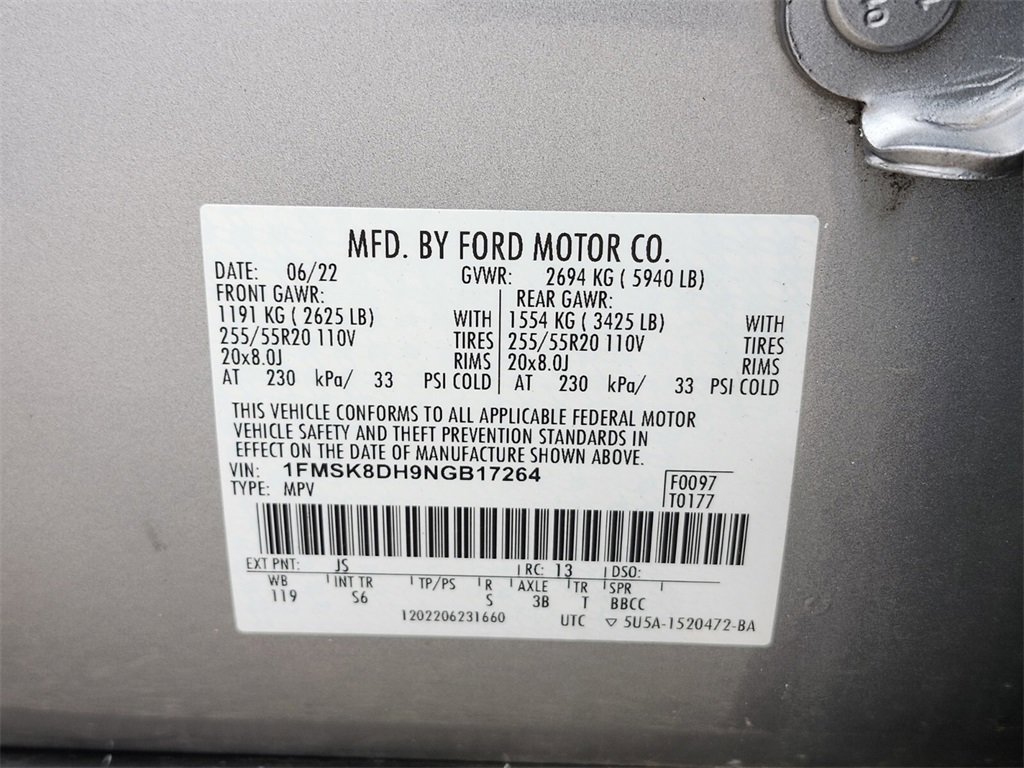 MFD. BY FORD MOTOR CO.
DATE: 06/22 GVWR: 2694 KG ( 5940 LB)
FRONT GAWR: REAR GAWR:
1191 KG ( 2625 LB) WITH 1554 KG ( 3425 LB) WITH
255/55R20 110V TIRES 255/55R20 110V TIRES
20x8.0J RIMS 20x8.0J RIMS
AT 230 kPa/ 33 PSI COLD AT 230 kPa/ 33 PSI COLD
THIS VEHICLE CONFORMS TO ALL APPLICABLE FEDERAL MOTOR
VEHICLE SAFETY AND THEFT PREVENTION STANDARDS IN
EFFECT ON THE DATE OF MANUFACTURE SHOWN ABOVE.
VIN: 1FMSK8DH9NGB17264
TYPE: MPV
F0097
T0177
EXT PNT: JS RC: 13 DSO:
WB INT TR TP/PS R AXLE TR SPR
119 S6 S 3B T BBCC
1202206231660 UTC ▽ 5U5A-1520472-BA